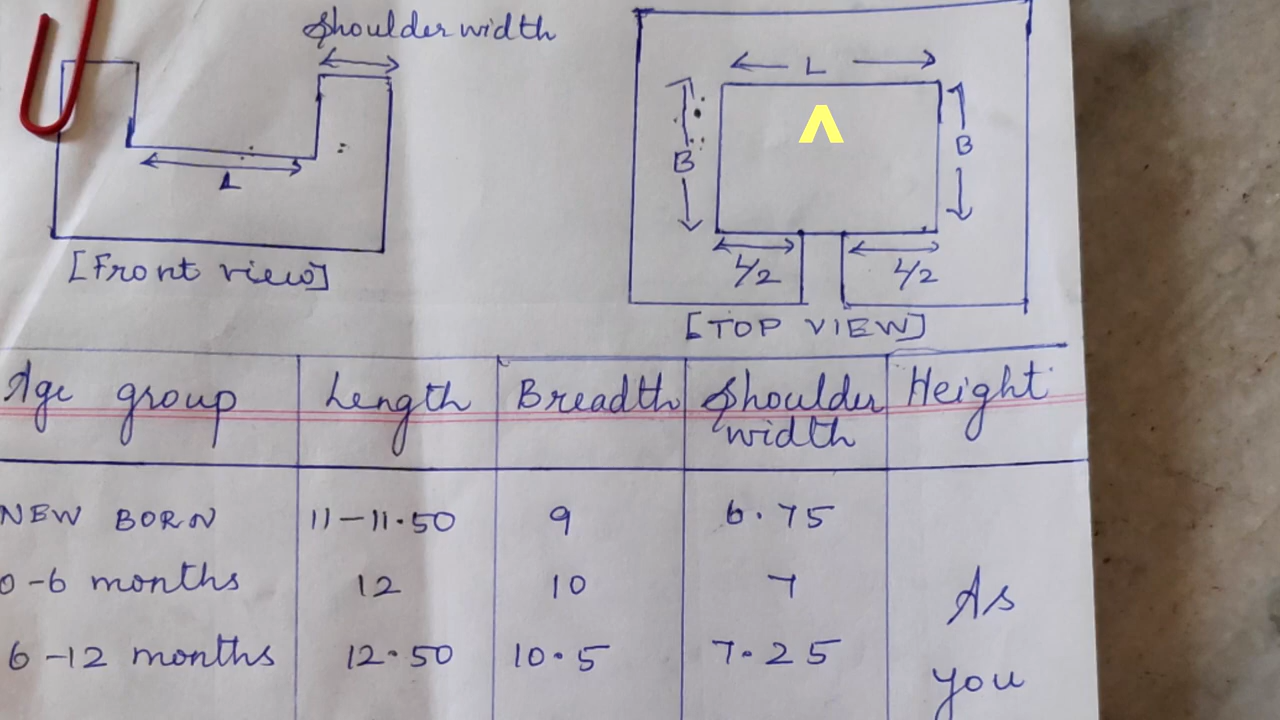 Shoulder width
L
[Front view]
L
B
B
L/2
L/2
[TOP VIEW]
Age group Length Breadth Shoulder width Height
NEW BORN 11-11.50 9 6.75
0-6 months 12 10 7 As
6-12 months 12.50 10.5 7.25 you